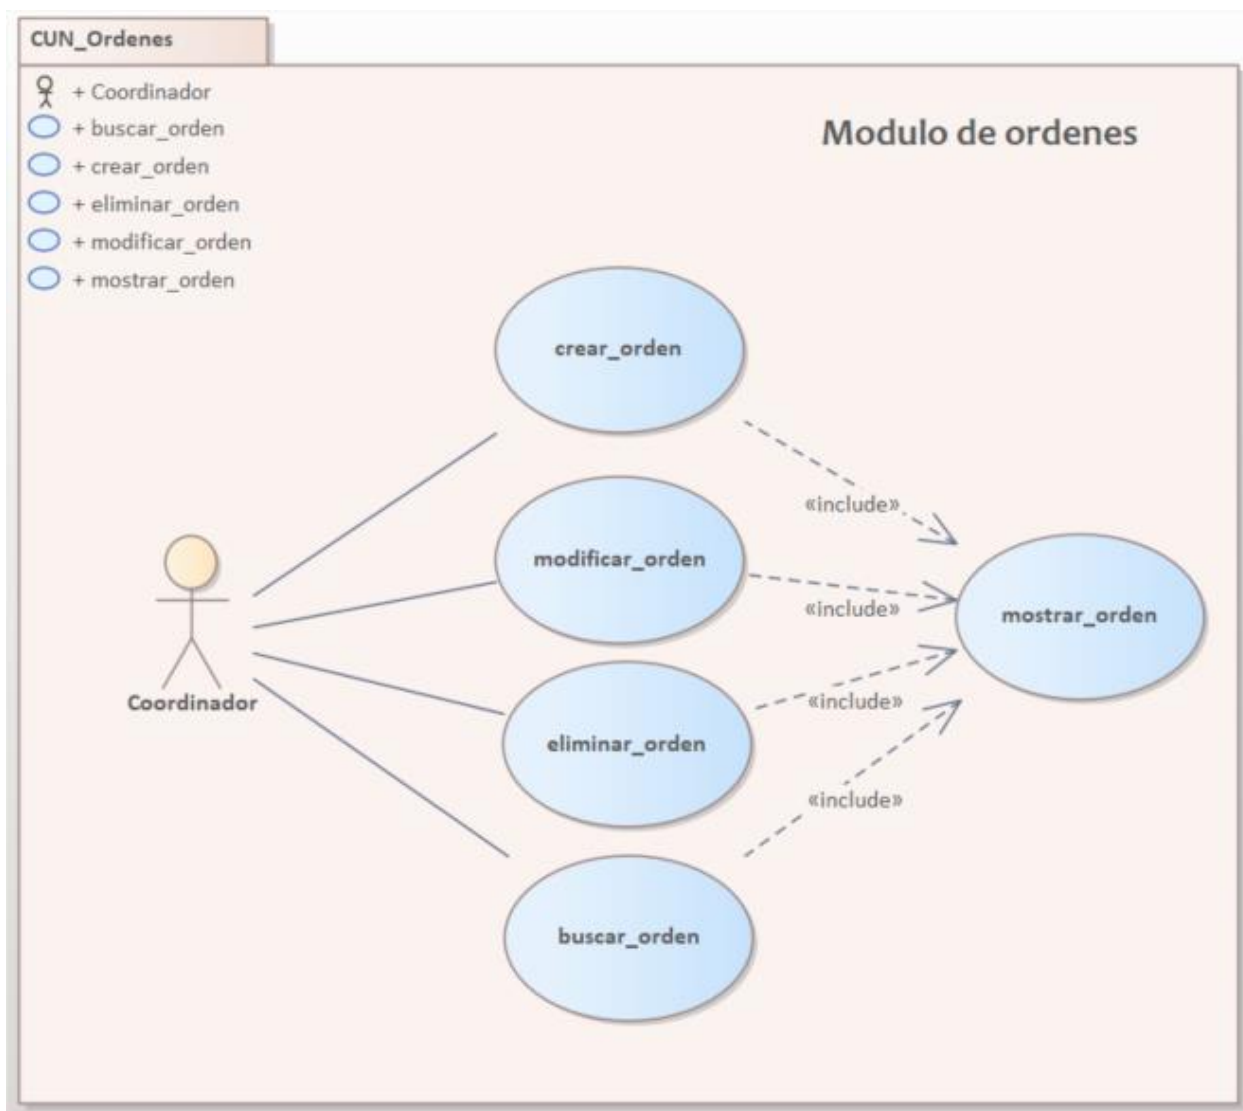 CUN_Ordenes
+ Coordinador
+ buscar_orden
+ crear_orden
+ eliminar_orden
+ modificar_orden
+ mostrar_orden
Modulo de ordenes
crear_orden
«include»
modificar_orden
«include»
mostrar_orden
Coordinador
«include»
eliminar_orden
«include»
buscar_orden